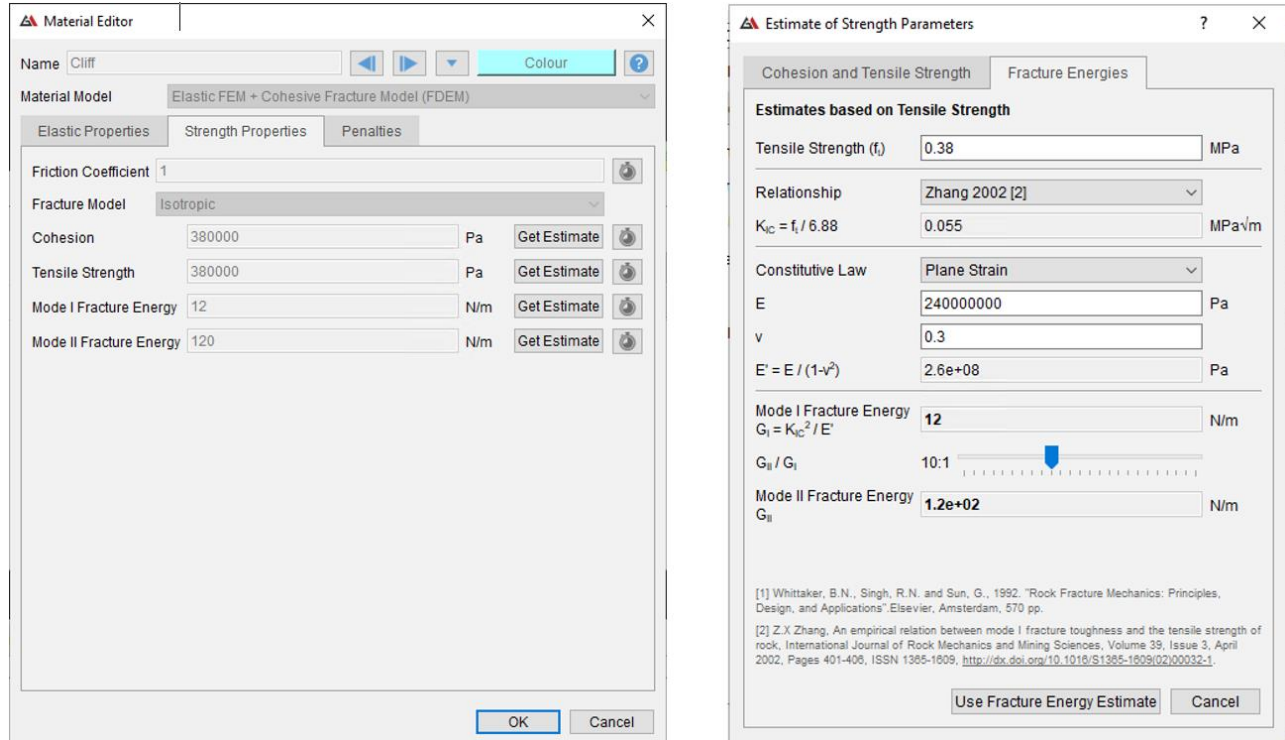 Material Editor
Name Cliff Colour ?
Material Model Elastic FEM + Cohesive Fracture Model (FDEM)
Elastic Properties Strength Properties Penalties
Friction Coefficient 1
Fracture Model Isotropic
Cohesion 380000 Pa Get Estimate
Tensile Strength 380000 Pa Get Estimate
Mode I Fracture Energy 12 N/m Get Estimate
Mode II Fracture Energy 120 N/m Get Estimate
OK Cancel
Estimate of Strength Parameters ?
Cohesion and Tensile Strength Fracture Energies
Estimates based on Tensile Strength
Tensile Strength (fₜ) 0.38 MPa
Relationship Zhang 2002 [2]
K_IC = fₜ / 6.88 0.055 MPa√m
Constitutive Law Plane Strain
E 240000000 Pa
v 0.3
E' = E / (1-v²) 2.6e+08 Pa
Mode I Fracture Energy
G_I = K_IC² / E' 12 N/m
G_II / G_I 10:1
Mode II Fracture Energy
G_II 1.2e+02 N/m
[1] Whittaker, B.N., Singh, R.N. and Sun, G., 1992. "Rock Fracture Mechanics: Principles,
Design, and Applications".Elsevier, Amsterdam, 570 pp.
[2] Z.X Zhang, An empirical relation between mode I fracture toughness and the tensile strength of
rock, International Journal of Rock Mechanics and Mining Sciences, Volume 39, Issue 3, April
2002, Pages 401-406, ISSN 1365-1609, http://dx.doi.org/10.1016/S1365-1609(02)00032-1.
Use Fracture Energy Estimate Cancel